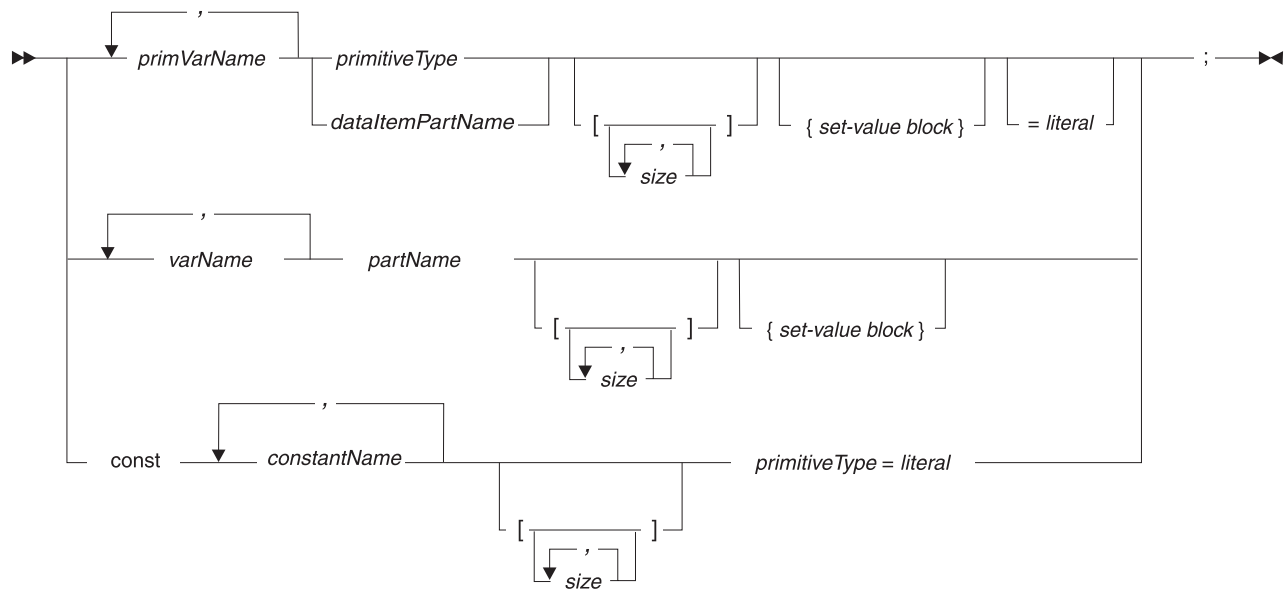 ,
primVarName primitiveType ;
dataItemPartName [ ] { set-value block } = literal
,
size
,
varName partName
[ ] { set-value block }
,
size
,
const constantName primitiveType = literal
[ ]
,
size